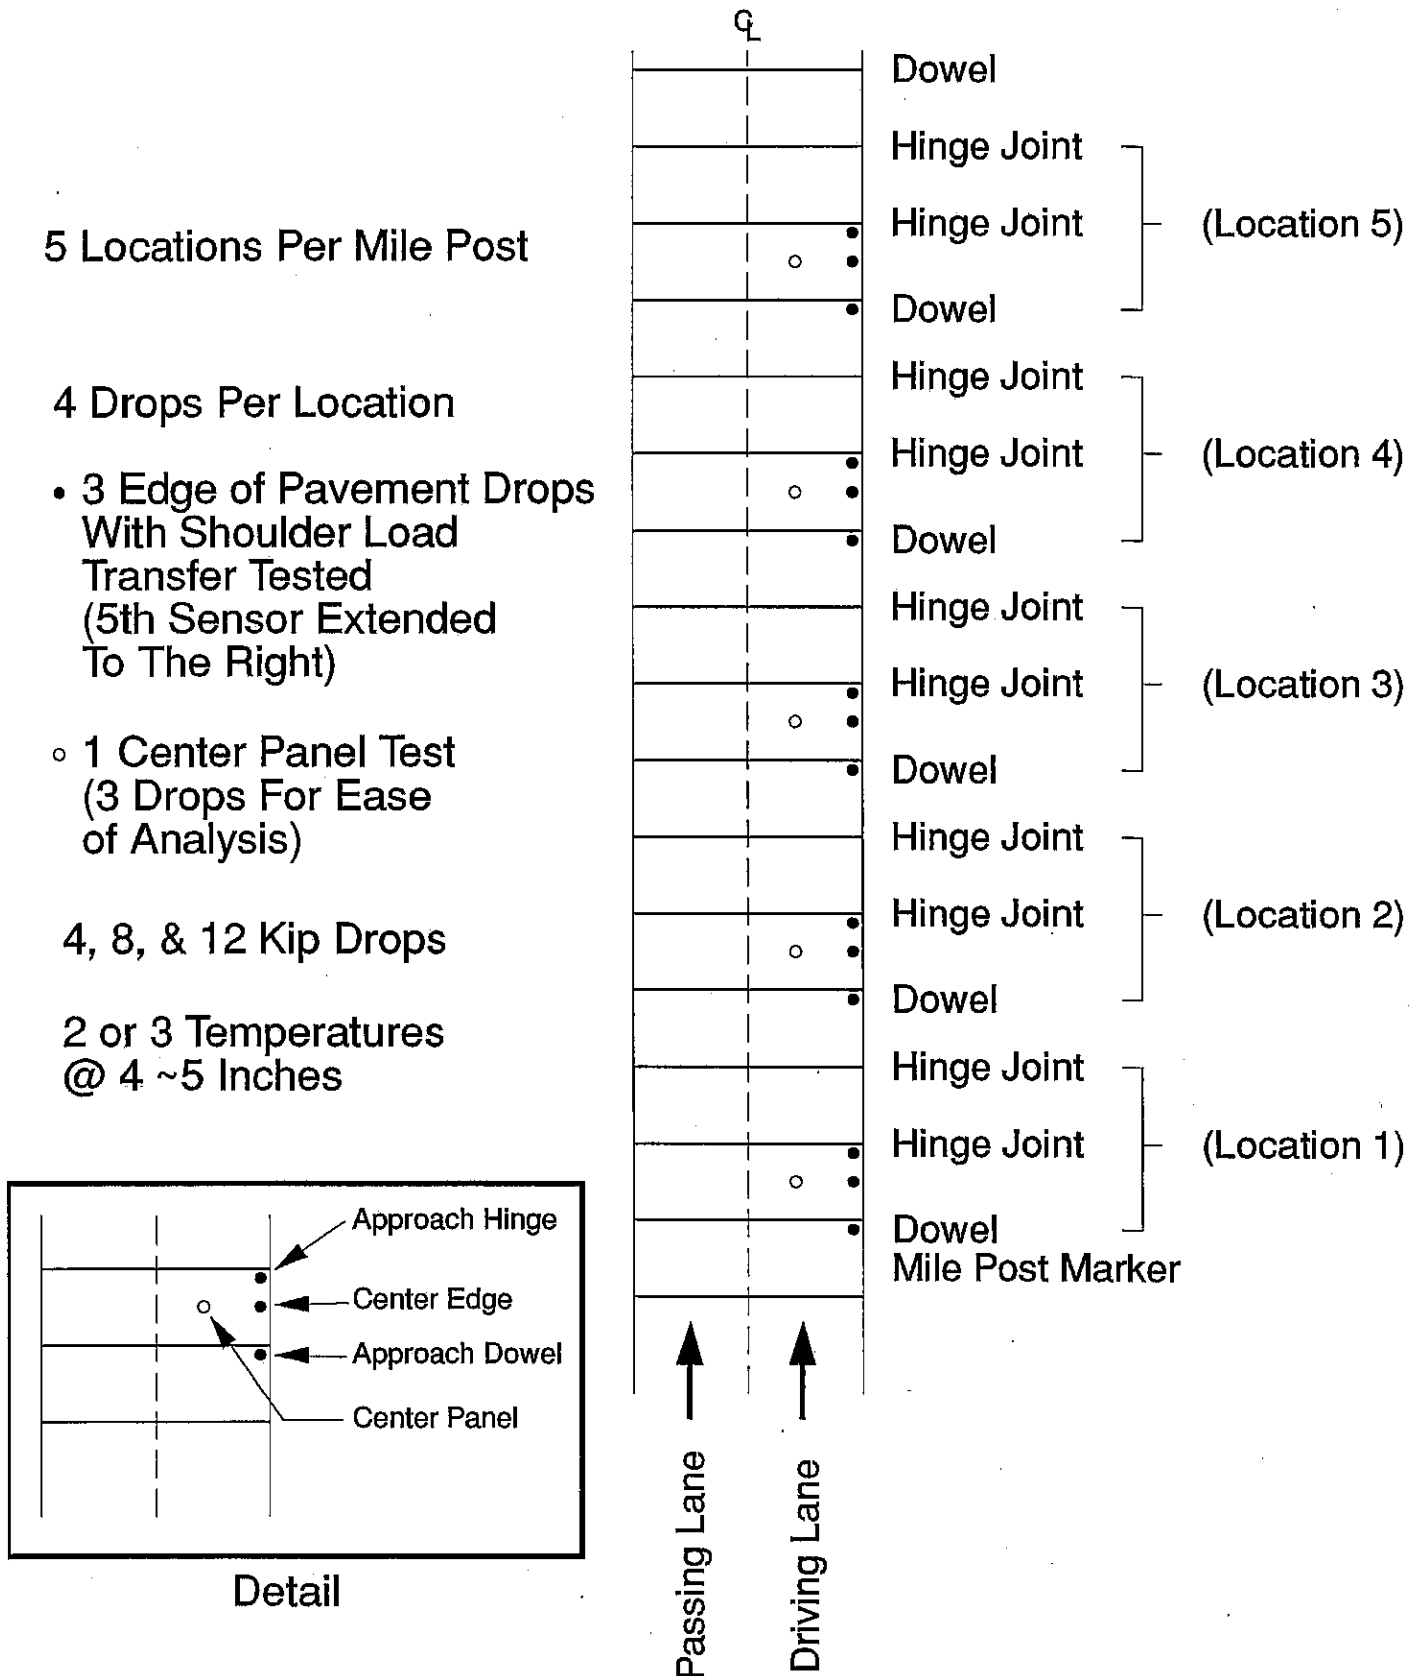 ℄
Dowel
Hinge Joint
Hinge Joint
(Location 5)
Dowel
Hinge Joint
Hinge Joint
(Location 4)
Dowel
Hinge Joint
Hinge Joint
(Location 3)
Dowel
Hinge Joint
Hinge Joint
(Location 2)
Dowel
Hinge Joint
Hinge Joint
(Location 1)
Dowel
Mile Post Marker
5 Locations Per Mile Post
4 Drops Per Location
• 3 Edge of Pavement Drops
With Shoulder Load
Transfer Tested
(5th Sensor Extended
To The Right)
○ 1 Center Panel Test
(3 Drops For Ease
of Analysis)
4, 8, & 12 Kip Drops
2 or 3 Temperatures
@ 4 ~5 Inches
Approach Hinge
Center Edge
Approach Dowel
Center Panel
Detail
Passing Lane
Driving Lane